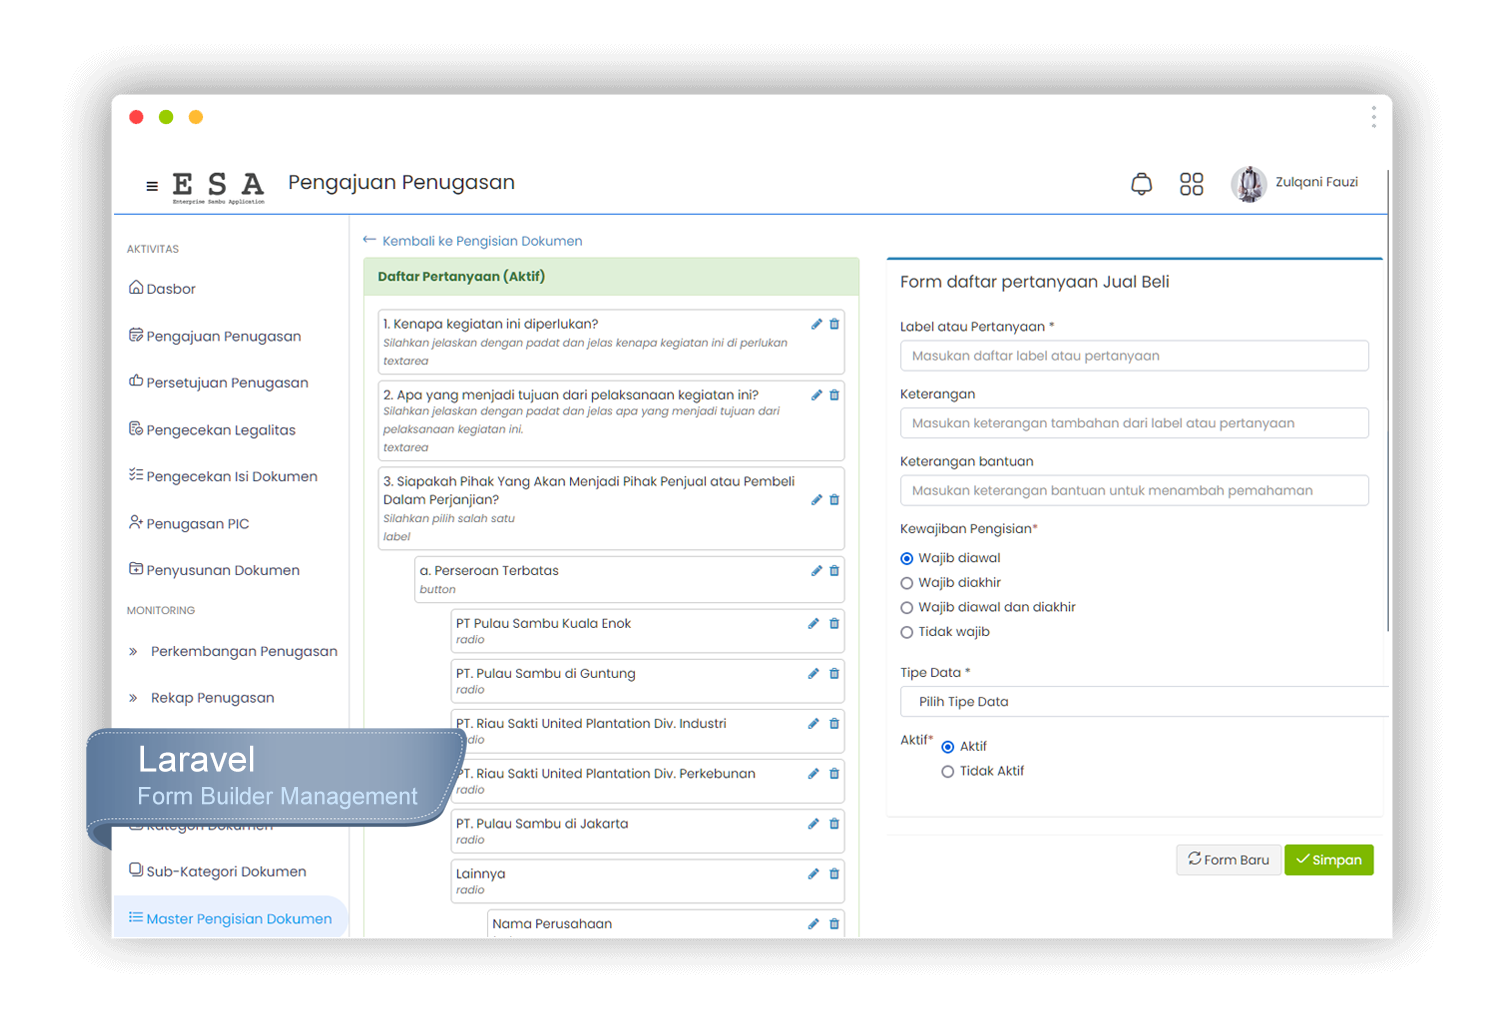 E S A
Enterprise Sambu Application
Pengajuan Penugasan
Zulqani Fauzi
AKTIVITAS
Dasbor
Pengajuan Penugasan
Persetujuan Penugasan
Pengecekan Legalitas
Pengecekan Isi Dokumen
Penugasan PIC
Penyusunan Dokumen
MONITORING
» Perkembangan Penugasan
» Rekap Penugasan
Laravel
Form Builder Management
Kategori Dokumen
Sub-Kategori Dokumen
Master Pengisian Dokumen
← Kembali ke Pengisian Dokumen
Daftar Pertanyaan (Aktif)
1. Kenapa kegiatan ini diperlukan?
Silahkan jelaskan dengan padat dan jelas kenapa kegiatan ini di perlukan
textarea
2. Apa yang menjadi tujuan dari pelaksanaan kegiatan ini?
Silahkan jelaskan dengan padat dan jelas apa yang menjadi tujuan dari
pelaksanaan kegiatan ini.
textarea
3. Siapakah Pihak Yang Akan Menjadi Pihak Penjual atau Pembeli
Dalam Perjanjian?
Silahkan pilih salah satu
label
a. Perseroan Terbatas
button
PT Pulau Sambu Kuala Enok
radio
PT. Pulau Sambu di Guntung
radio
PT. Riau Sakti United Plantation Div. Industri
dio
PT. Riau Sakti United Plantation Div. Perkebunan
radio
PT. Pulau Sambu di Jakarta
radio
Lainnya
radio
Nama Perusahaan
Form daftar pertanyaan Jual Beli
Label atau Pertanyaan *
Masukan daftar label atau pertanyaan
Keterangan
Masukan keterangan tambahan dari label atau pertanyaan
Keterangan bantuan
Masukan keterangan bantuan untuk menambah pemahaman
Kewajiban Pengisian*
Wajib diawal
Wajib diakhir
Wajib diawal dan diakhir
Tidak wajib
Tipe Data *
Pilih Tipe Data
Aktif* Aktif
Tidak Aktif
Form Baru
Simpan